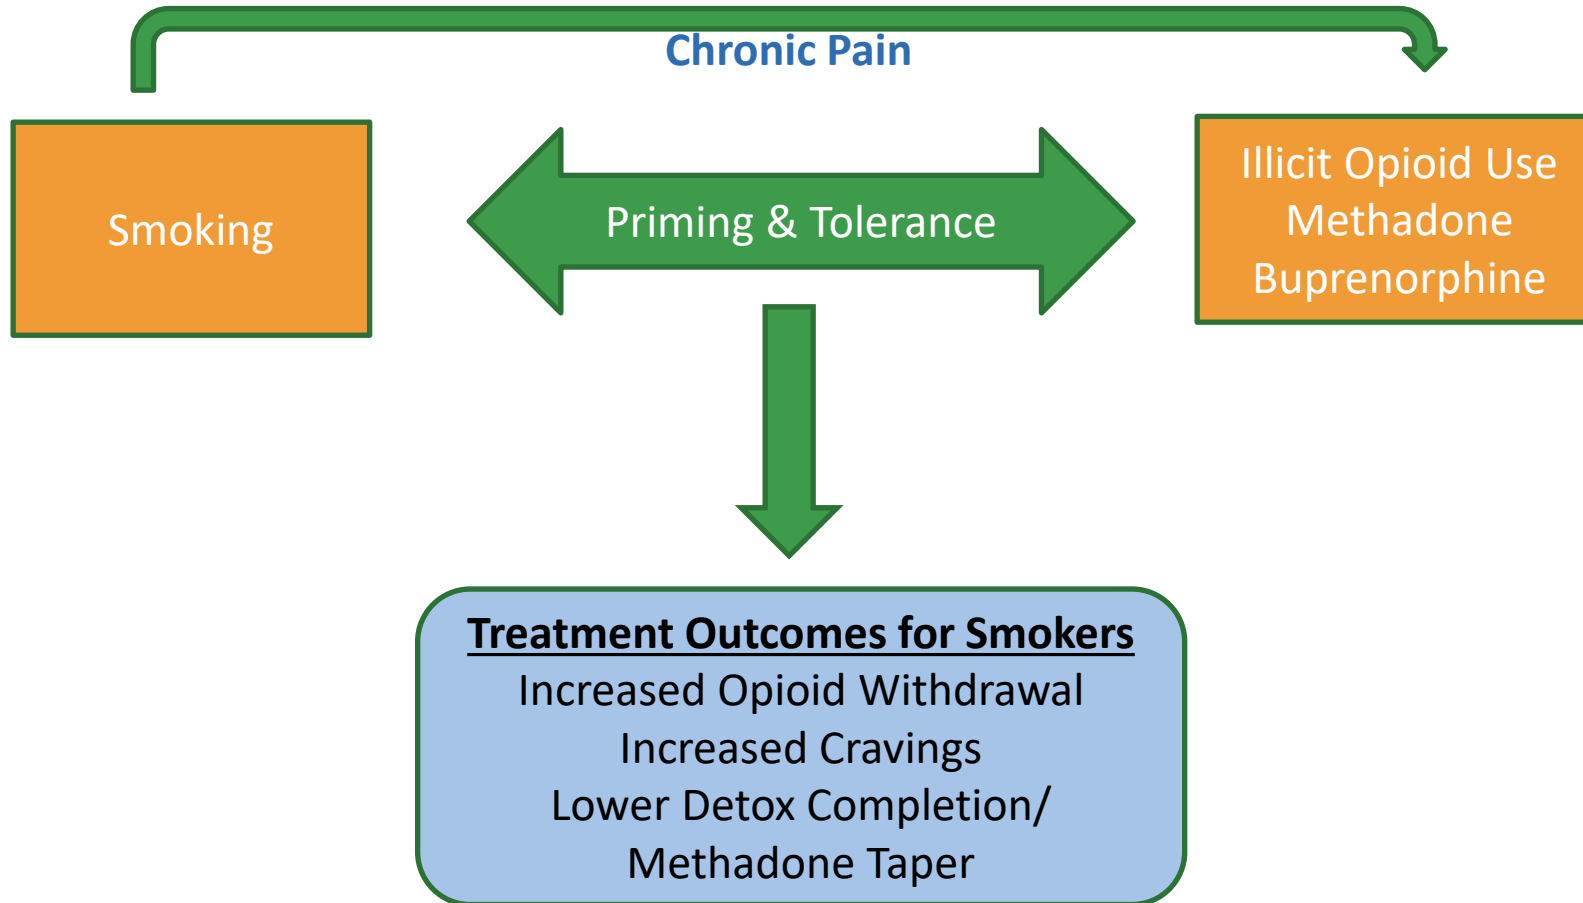 Chronic Pain
Smoking
Priming & Tolerance
Illicit Opioid Use
Methadone
Buprenorphine
Treatment Outcomes for Smokers
Increased Opioid Withdrawal
Increased Cravings
Lower Detox Completion/
Methadone Taper